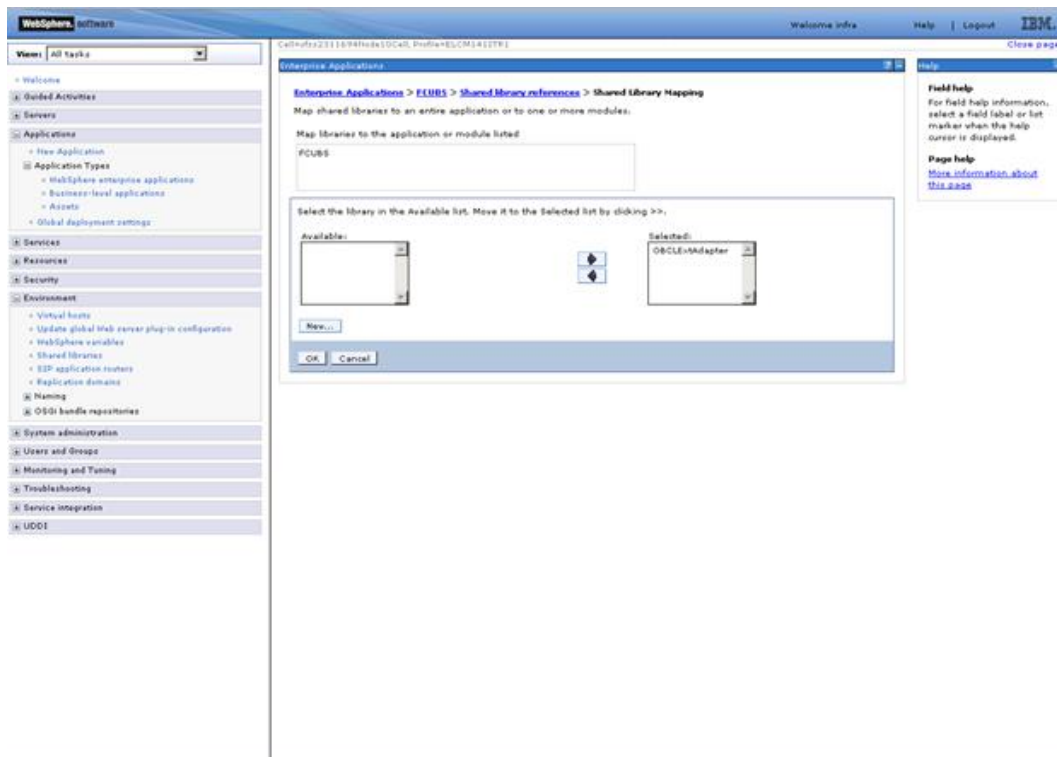 WebSphere. software
Welcome infra
Help | Logout
IBM.
View: All tasks
Welcome
Guided Activities
Servers
Applications
New Application
Application Types
WebSphere enterprise applications
Business-level applications
Assets
Global deployment settings
Services
Resources
Security
Environment
Virtual hosts
Update global Web server plug-in configuration
WebSphere variables
Shared libraries
SIP application routers
Replication domains
Naming
OSGi bundle repositories
System administration
Users and Groups
Monitoring and Tuning
Troubleshooting
Service integration
UDDI
Close page
Enterprise Applications
Enterprise Applications > FCUBS > Shared library references > Shared Library Mapping
Map shared libraries to an entire application or to one or more modules.
Map libraries to the application or module listed
FCUBS
Select the library in the Available list. Move it to the Selected list by clicking >>.
Available:
Selected:
OBCLExtAdapter
New...
OK Cancel
Help
Field help
For field help information,
select a field label or list
marker when the help
cursor is displayed.
Page help
More information about
this page